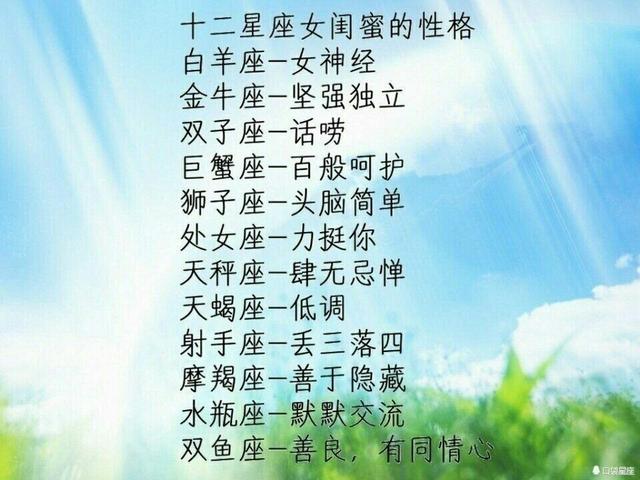 十二星座女闺蜜的性格
白羊座-女神经
金牛座-坚强独立
双子座-话唠
巨蟹座-百般呵护
狮子座-头脑简单
处女座-力挺你
天秤座-肆无忌惮
天蝎座-低调
射手座-丢三落四
摩羯座-善于隐藏
水瓶座-默默交流
双鱼座-善良，有同情心
口袋星座